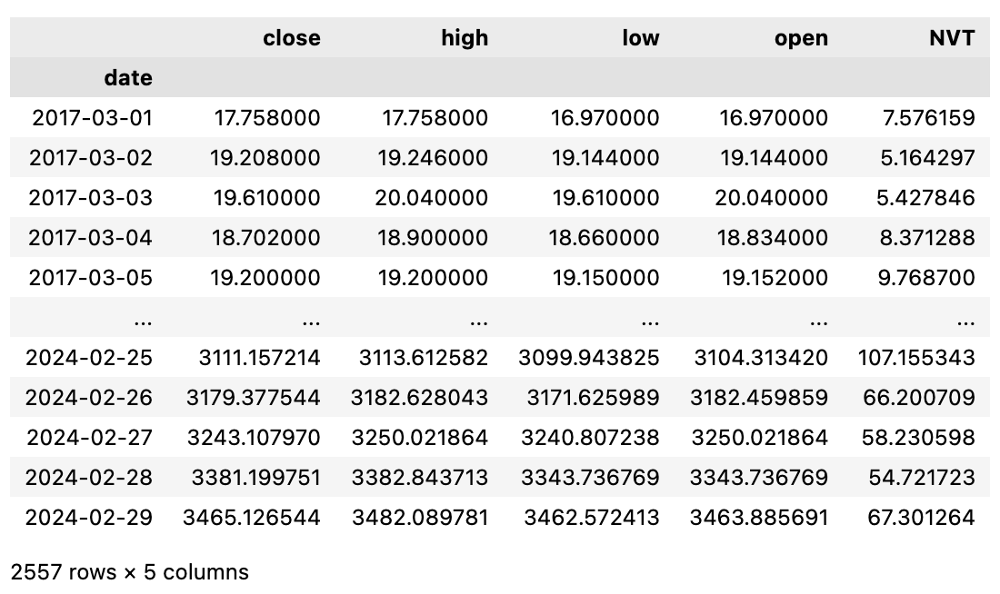 close high low open NVT
date
2017-03-01 17.758000 17.758000 16.970000 16.970000 7.576159
2017-03-02 19.208000 19.246000 19.144000 19.144000 5.164297
2017-03-03 19.610000 20.040000 19.610000 20.040000 5.427846
2017-03-04 18.702000 18.900000 18.660000 18.834000 8.371288
2017-03-05 19.200000 19.200000 19.150000 19.152000 9.768700
... ... ... ... ... ...
2024-02-25 3111.157214 3113.612582 3099.943825 3104.313420 107.155343
2024-02-26 3179.377544 3182.628043 3171.625989 3182.459859 66.200709
2024-02-27 3243.107970 3250.021864 3240.807238 3250.021864 58.230598
2024-02-28 3381.199751 3382.843713 3343.736769 3343.736769 54.721723
2024-02-29 3465.126544 3482.089781 3462.572413 3463.885691 67.301264
2557 rows × 5 columns